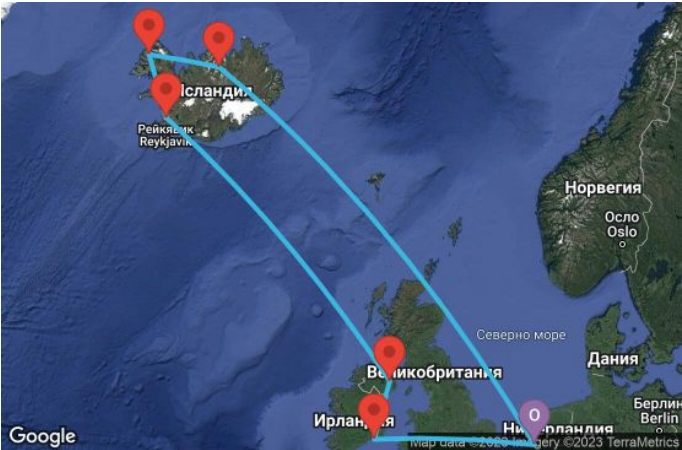 Исландия
Рейкявик
Reykjavik
Норвегия
Осло
Oslo
Северно море
Дания
Великобритания
Берлин
Berlin
Ирландия
Нидерландия
O
Google
Map data ©2023 Imagery ©2023 TerraMetrics